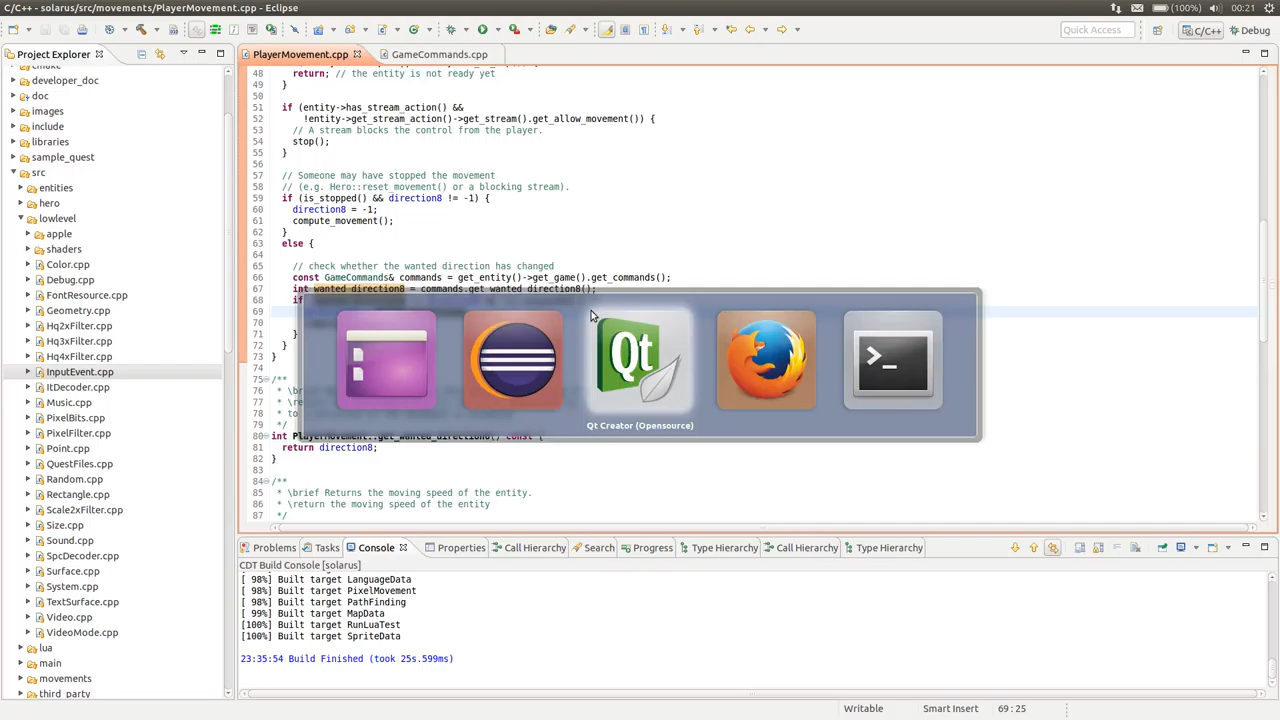 C/C++ - solarus/src/movements/PlayerMovement.cpp - Eclipse
(100%)
00:21
Quick Access
C/C++
Debug
Project Explorer
developer_doc
doc
images
include
libraries
sample_quest
src
entities
hero
lowlevel
apple
shaders
Color.cpp
Debug.cpp
FontResource.cpp
Geometry.cpp
Hq2xFilter.cpp
Hq3xFilter.cpp
Hq4xFilter.cpp
InputEvent.cpp
ItDecoder.cpp
Music.cpp
PixelBits.cpp
PixelFilter.cpp
Point.cpp
QuestFiles.cpp
Random.cpp
Rectangle.cpp
Scale2xFilter.cpp
Size.cpp
Sound.cpp
SpcDecoder.cpp
Surface.cpp
System.cpp
TextSurface.cpp
Video.cpp
VideoMode.cpp
lua
main
movements
third_party
PlayerMovement.cpp
GameCommands.cpp
48 return; // the entity is not ready yet
49 }
50
51 if (entity->has_stream_action() &&
52 !entity->get_stream_action()->get_stream().get_allow_movement()) {
53 // A stream blocks the control from the player.
54 stop();
55 }
56
57 // Someone may have stopped the movement
58 // (e.g. Hero::reset_movement() or a blocking stream).
59 if (is_stopped() && direction8 != -1) {
60 direction8 = -1;
61 compute_movement();
62 }
63 else {
64
65 // check whether the wanted direction has changed
66 const GameCommands& commands = get_entity()->get_game().get_commands();
67 int wanted_direction8 = commands.get_wanted_direction8();
68 if
69
70
71 }
72 }
73 }
74
75 /**
76 * \
77 * \
78 * to
79 */
80 int PlayerMovement::get_wanted_direction8() const {
81 return direction8;
82 }
83
84 /**
85 * \brief Returns the moving speed of the entity.
86 * \return the moving speed of the entity
87 */
Qt Creator (Opensource)
Problems
Tasks
Console
Properties
Call Hierarchy
Search
Progress
Type Hierarchy
Call Hierarchy
Type Hierarchy
CDT Build Console [solarus]
[ 98%] Built target LanguageData
[ 98%] Built target PixelMovement
[ 98%] Built target PathFinding
[ 99%] Built target MapData
[100%] Built target RunLuaTest
[100%] Built target SpriteData
23:35:54 Build Finished (took 25s.599ms)
Writable
Smart Insert
69 : 25